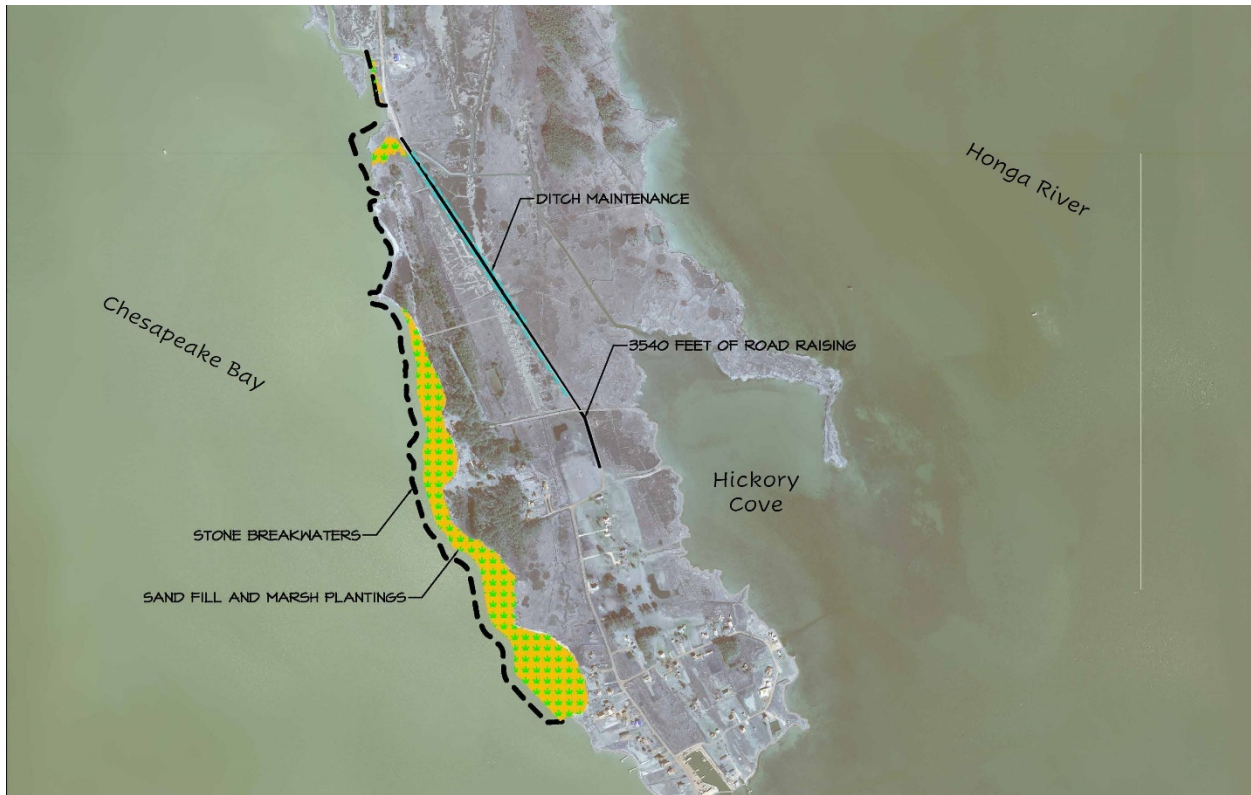 Honga River
DITCH MAINTENANCE
Chesapeake Bay
3540 FEET OF ROAD RAISING
Hickory
Cove
STONE BREAKWATERS
SAND FILL AND MARSH PLANTINGS